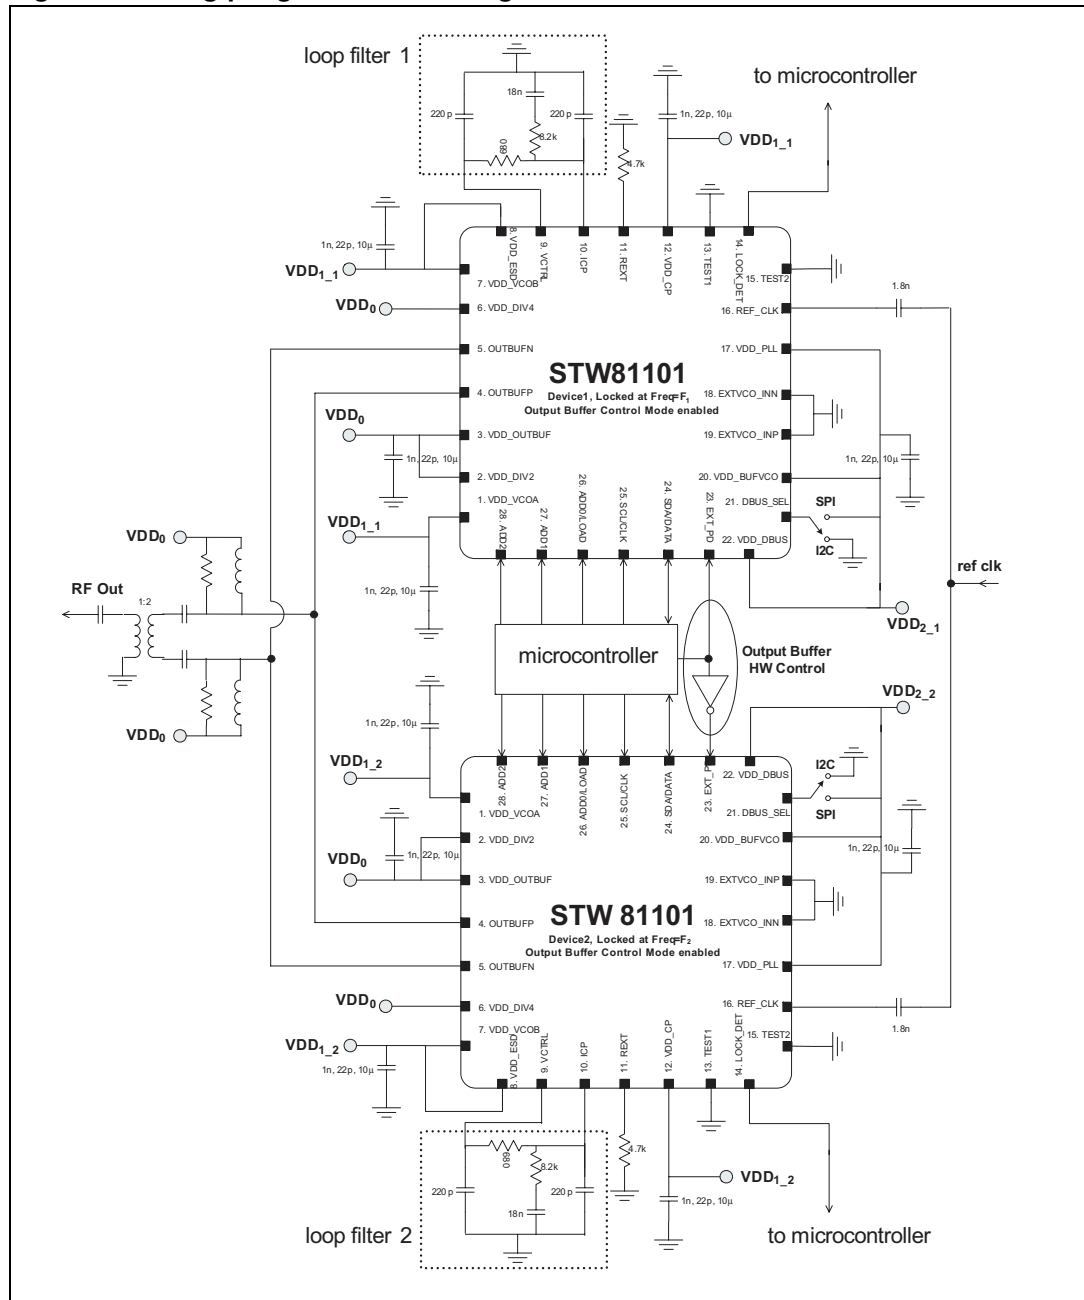 loop filter 1
to microcontroller
18n
220p
220p
8.2k
680
1n, 22p, 10µ
VDD1_1
4.7k
1n, 22p, 10µ
VDD1_1
8. VDD_ESD
9. VCTRL
10. ICP
11. REXT
12. VDD_CP
13. TEST1
14. LOCK_DET
7. VDD_VCOB
15. TEST2
1.8n
VDD0
6. VDD_DIV4
16. REF_CLK
5. OUTBUFN
17. VDD_PLL
STW81101
Device1, Locked at Freq=F1
Output Buffer Control Mode enabled
4. OUTBUFP
18. EXTVCO_INN
VDD0
3. VDD_OUTBUF
19. EXTVCO_INP
1n, 22p, 10µ
1n, 22p, 10µ
2. VDD_DIV2
20. VDD_BUFVCO
1. VDD_VCOA
21. DBUS_SEL
SPI
VDD1_1
28. ADD2
27. ADD1
26. ADD0/LOAD
25. SCL/CLK
24. SDA/DATA
23. EXT_PD
22. VDD_DBUS
I2C
VDD0
ref clk
RF Out
1:2
1n, 22p, 10µ
VDD2_1
microcontroller
Output Buffer
HW Control
VDD2_2
VDD0
1n, 22p, 10µ
VDD1_2
28. ADD2
27. ADD1
26. ADD0/LOAD
25. SCL/CLK
24. SDA/DATA
23. EXT_P
22. VDD_DBUS
I2C
1. VDD_VCOA
21. DBUS_SEL
SPI
2. VDD_DIV2
20. VDD_BUFVCO
1n, 22p, 10µ
1n, 22p, 10µ
VDD0
3. VDD_OUTBUF
19. EXTVCO_INP
STW 81101
Device2, Locked at Freq=F2
Output Buffer Control Mode enabled
4. OUTBUFP
18. EXTVCO_INN
5. OUTBUFN
17. VDD_PLL
VDD0
6. VDD_DIV4
16. REF_CLK
1.8n
7. VDD_VCOB
15. TEST2
VDD1_2
8. VDD_ESD
9. VCTRL
10. ICP
11. REXT
12. VDD_CP
13. TEST1
14. LOCK_DET
1n, 22p, 10µ
680
8.2k
4.7k
VDD1_2
220p
220p
18n
1n, 22p, 10µ
loop filter 2
to microcontroller